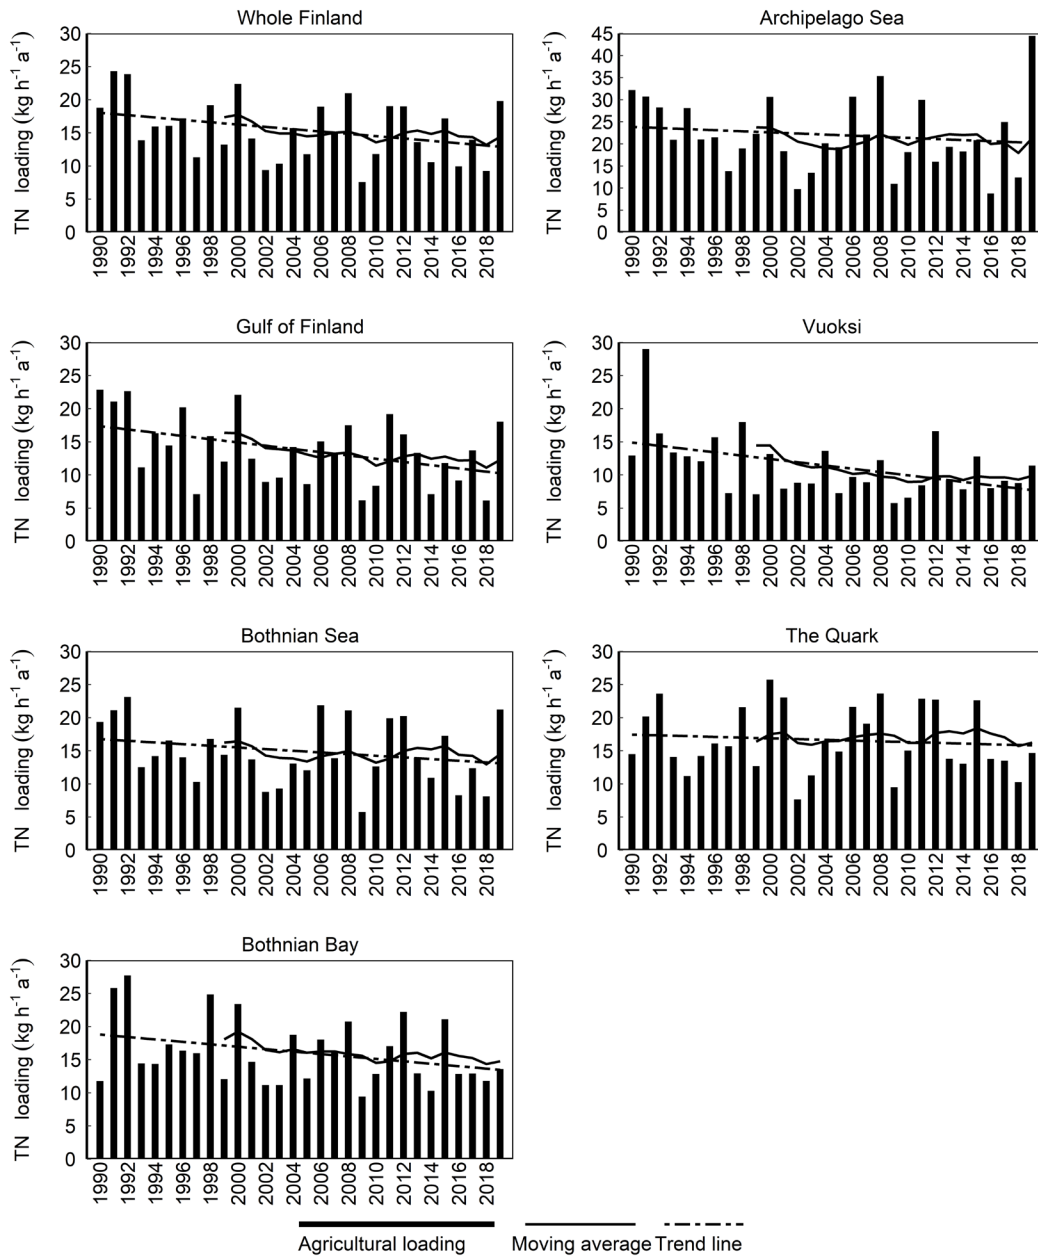 Whole Finland
TN loading (kg h⁻¹ a⁻¹)
30
25
20
15
10
5
0
1990 1992 1994 1996 1998 2000 2002 2004 2006 2008 2010 2012 2014 2016 2018
Archipelago Sea
TN loading (kg h⁻¹ a⁻¹)
45
40
35
30
25
20
15
10
5
0
1990 1992 1994 1996 1998 2000 2002 2004 2006 2008 2010 2012 2014 2016 2018
Gulf of Finland
TN loading (kg h⁻¹ a⁻¹)
30
25
20
15
10
5
0
1990 1992 1994 1996 1998 2000 2002 2004 2006 2008 2010 2012 2014 2016 2018
Vuoksi
TN loading (kg h⁻¹ a⁻¹)
30
25
20
15
10
5
0
1990 1992 1994 1996 1998 2000 2002 2004 2006 2008 2010 2012 2014 2016 2018
Bothnian Sea
TN loading (kg h⁻¹ a⁻¹)
30
25
20
15
10
5
0
1990 1992 1994 1996 1998 2000 2002 2004 2006 2008 2010 2012 2014 2016 2018
The Quark
TN loading (kg h⁻¹ a⁻¹)
30
25
20
15
10
5
0
1990 1992 1994 1996 1998 2000 2002 2004 2006 2008 2010 2012 2014 2016 2018
Bothnian Bay
TN loading (kg h⁻¹ a⁻¹)
30
25
20
15
10
5
0
1990 1992 1994 1996 1998 2000 2002 2004 2006 2008 2010 2012 2014 2016 2018
Agricultural loading Moving average Trend line